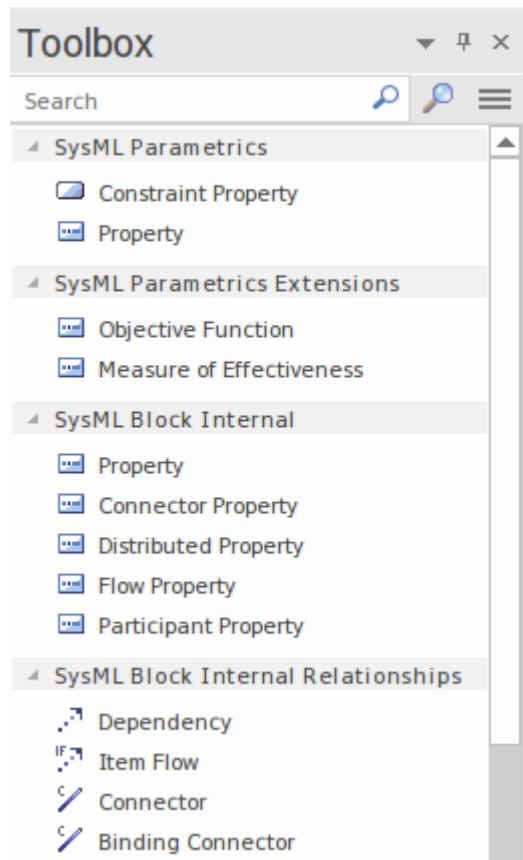 Toolbox
Search
SysML Parametrics
Constraint Property
Property
SysML Parametrics Extensions
Objective Function
Measure of Effectiveness
SysML Block Internal
Property
Connector Property
Distributed Property
Flow Property
Participant Property
SysML Block Internal Relationships
Dependency
IF Item Flow
C Connector
C Binding Connector